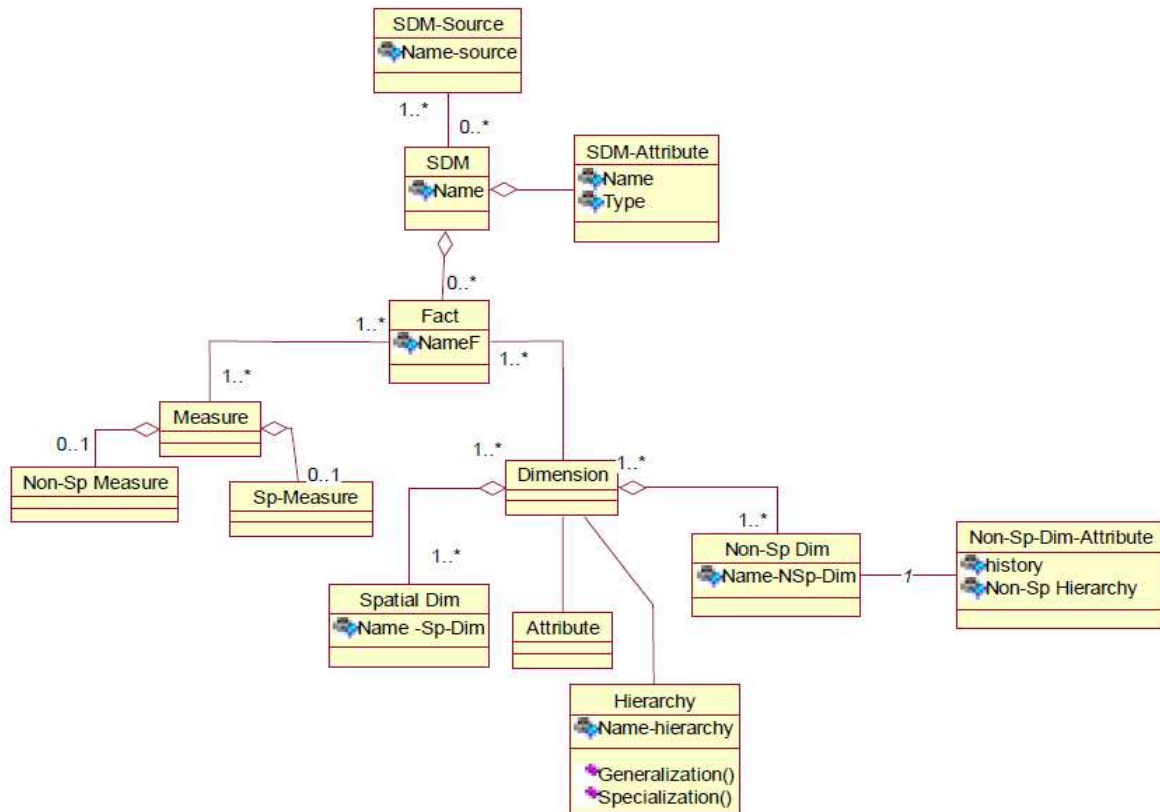 SDM-Source
Name-source
1..*
0..*
SDM
Name
SDM-Attribute
Name
Type
0..*
Fact
NameF
1..*
1..*
1..*
Measure
0..1
Non-Sp Measure
0..1
Sp-Measure
1..*
Dimension
1..*
1..*
1..*
Spatial Dim
Name -Sp-Dim
Attribute
Non-Sp Dim
Name-NSp-Dim
1
Non-Sp-Dim-Attribute
history
Non-Sp Hierarchy
Hierarchy
Name-hierarchy
Generalization()
Specialization()